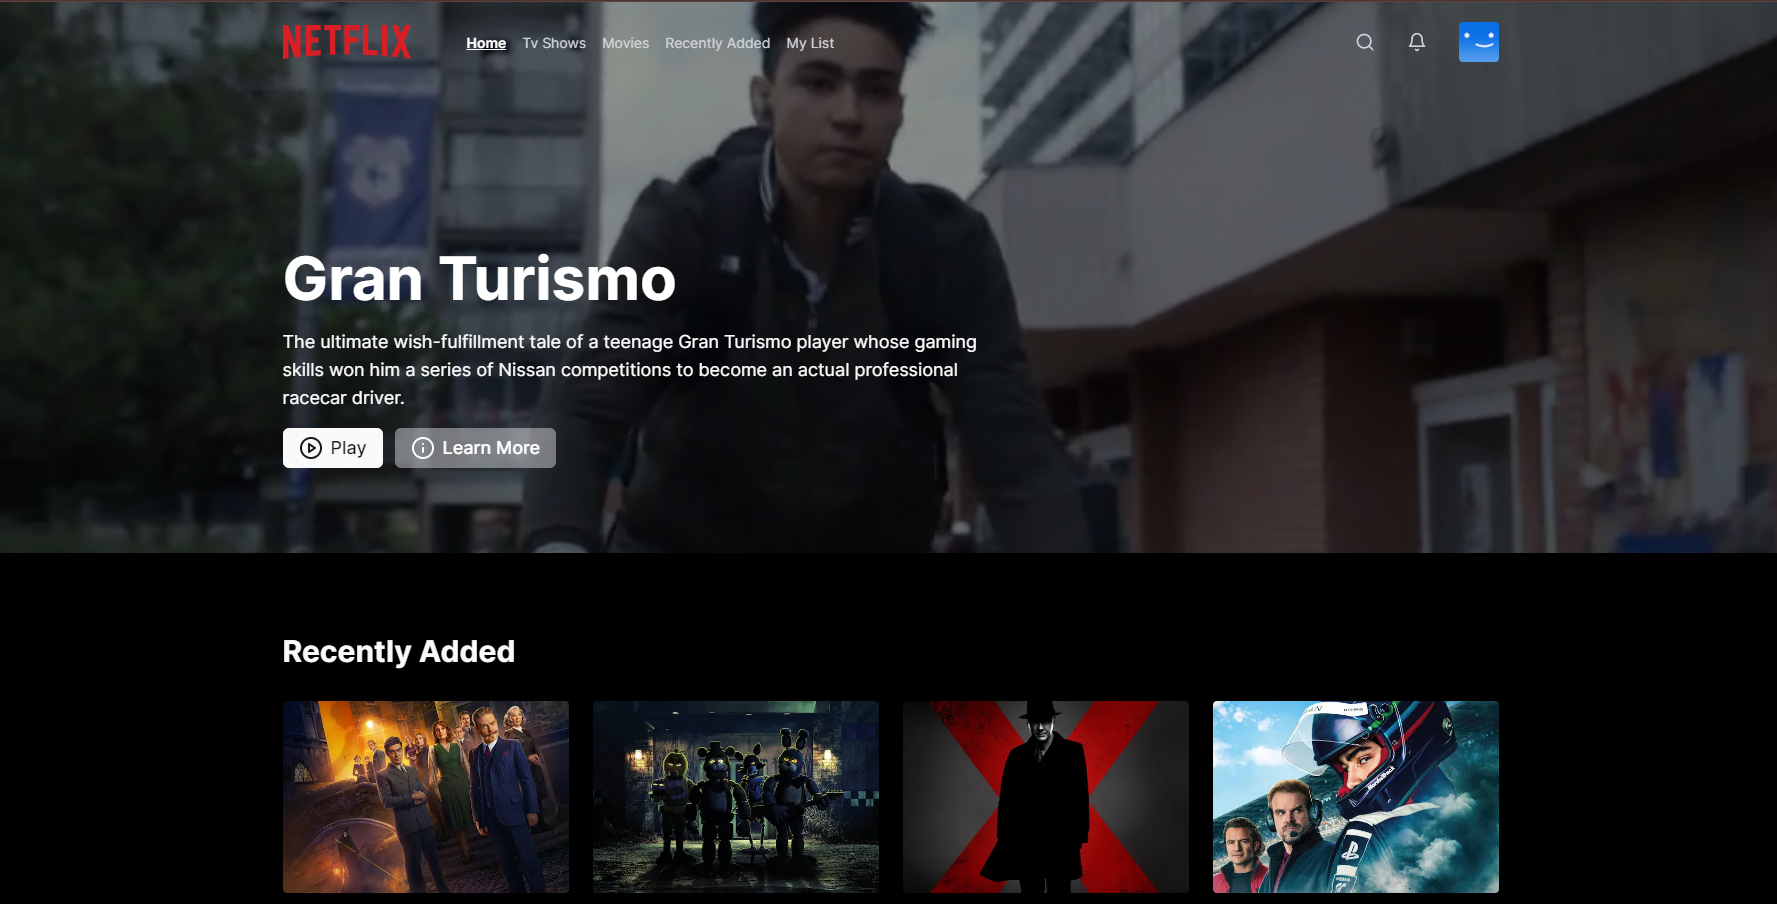 NETFLIX
Home Tv Shows Movies Recently Added My List
Gran Turismo
The ultimate wish-fulfillment tale of a teenage Gran Turismo player whose gaming
skills won him a series of Nissan competitions to become an actual professional
racecar driver.
Play Learn More
Recently Added